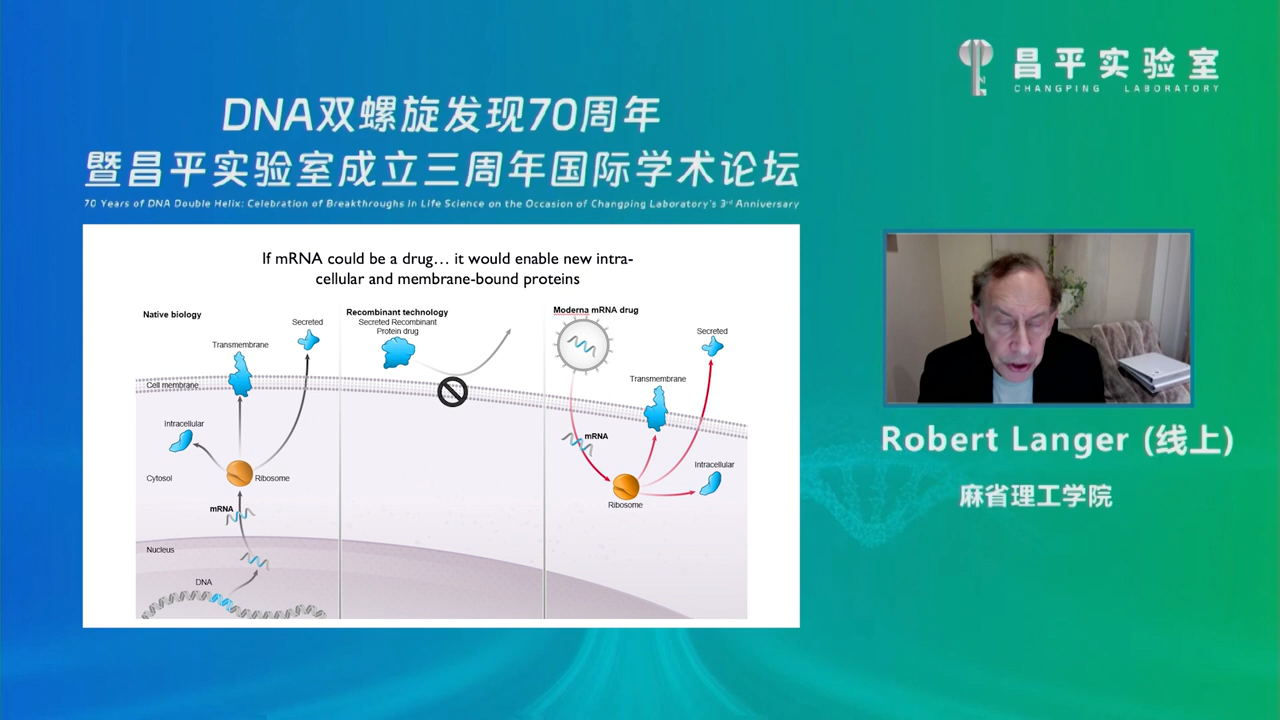 昌平实验室
CHANGPING LABORATORY
DNA双螺旋发现70周年
暨昌平实验室成立三周年国际学术论坛
70 Years of DNA Double Helix: Celebration of Breakthroughs in Life Science on the Occasion of Changping Laboratory's 3rd Anniversary
If mRNA could be a drug… it would enable new intra-
cellular and membrane-bound proteins
Native biology
Secreted
Transmembrane
Cell membrane
Intracellular
Cytosol
Ribosome
mRNA
Nucleus
DNA
Recombinant technology
Secreted Recombinant
Protein drug
Moderna mRNA drug
Secreted
Transmembrane
mRNA
Intracellular
Ribosome
Robert Langer (线上)
麻省理工学院